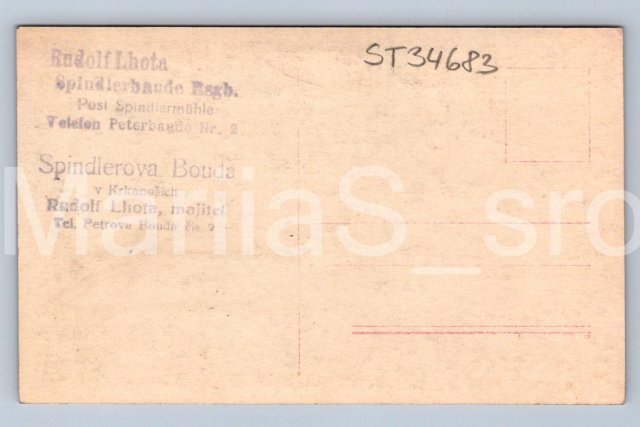 Rudolf Lhota
Spindlerbaude Rsgb.
Post Spindlermühle
Telefon Peterbaude Nr. 2
Spindlerova Bouda
v Krkonoších
Rudolf Lhota, majitel
Tel. Petrova Bouda čís. 2
ST34683
MariiaS_sro